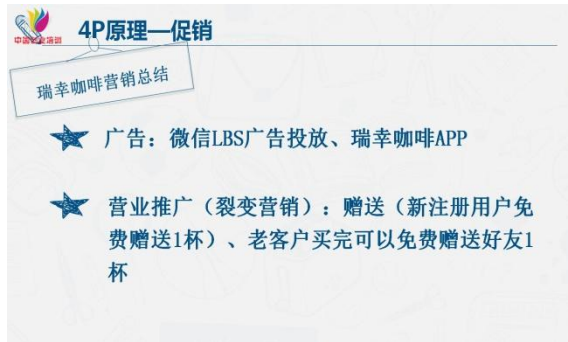 4P原理—促销
瑞幸咖啡营销总结
广告：微信LBS广告投放、瑞幸咖啡APP
营业推广（裂变营销）：赠送（新注册用户免
费赠送1杯）、老客户买完可以免费赠送好友1
杯